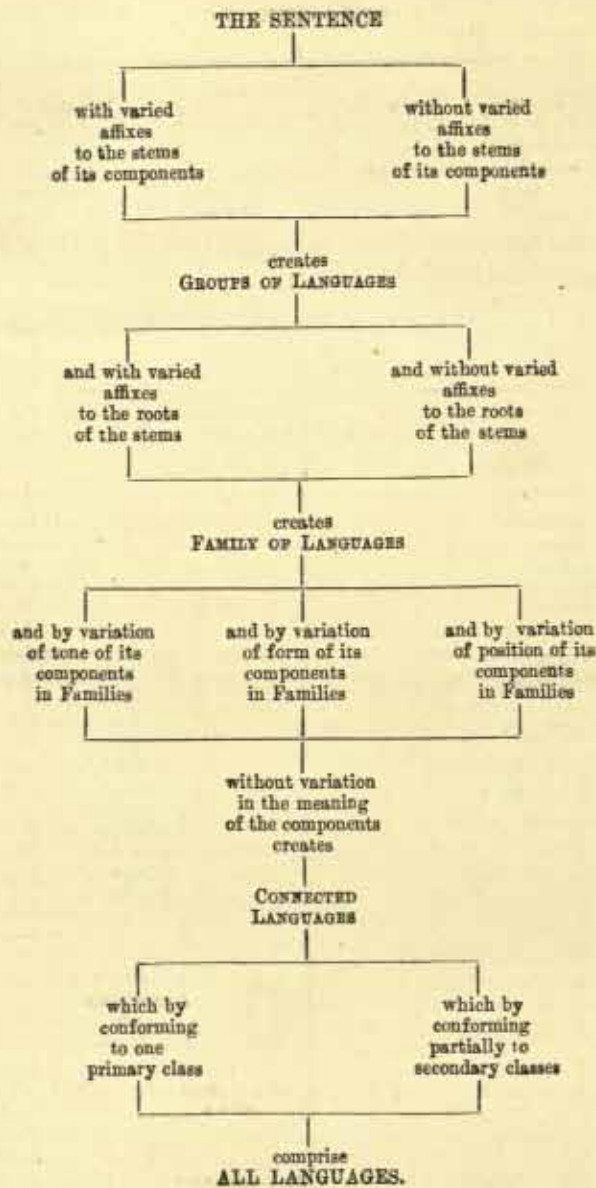 THE SENTENCE
with varied
affixes
to the stems
of its components
without varied
affixes
to the stems
of its components
creates
GROUPS OF LANGUAGES
and with varied
affixes
to the roots
of the stems
and without varied
affixes
to the roots
of the stems
creates
FAMILY OF LANGUAGES
and by variation
of tone of its
components
in Families
and by variation
of form of its
components
in Families
and by variation
of position of its
components
in Families
without variation
in the meaning
of the components
creates
CONNECTED
LANGUAGES
which by
conforming
to one
primary class
which by
conforming
partially to
secondary classes
comprise
ALL LANGUAGES.